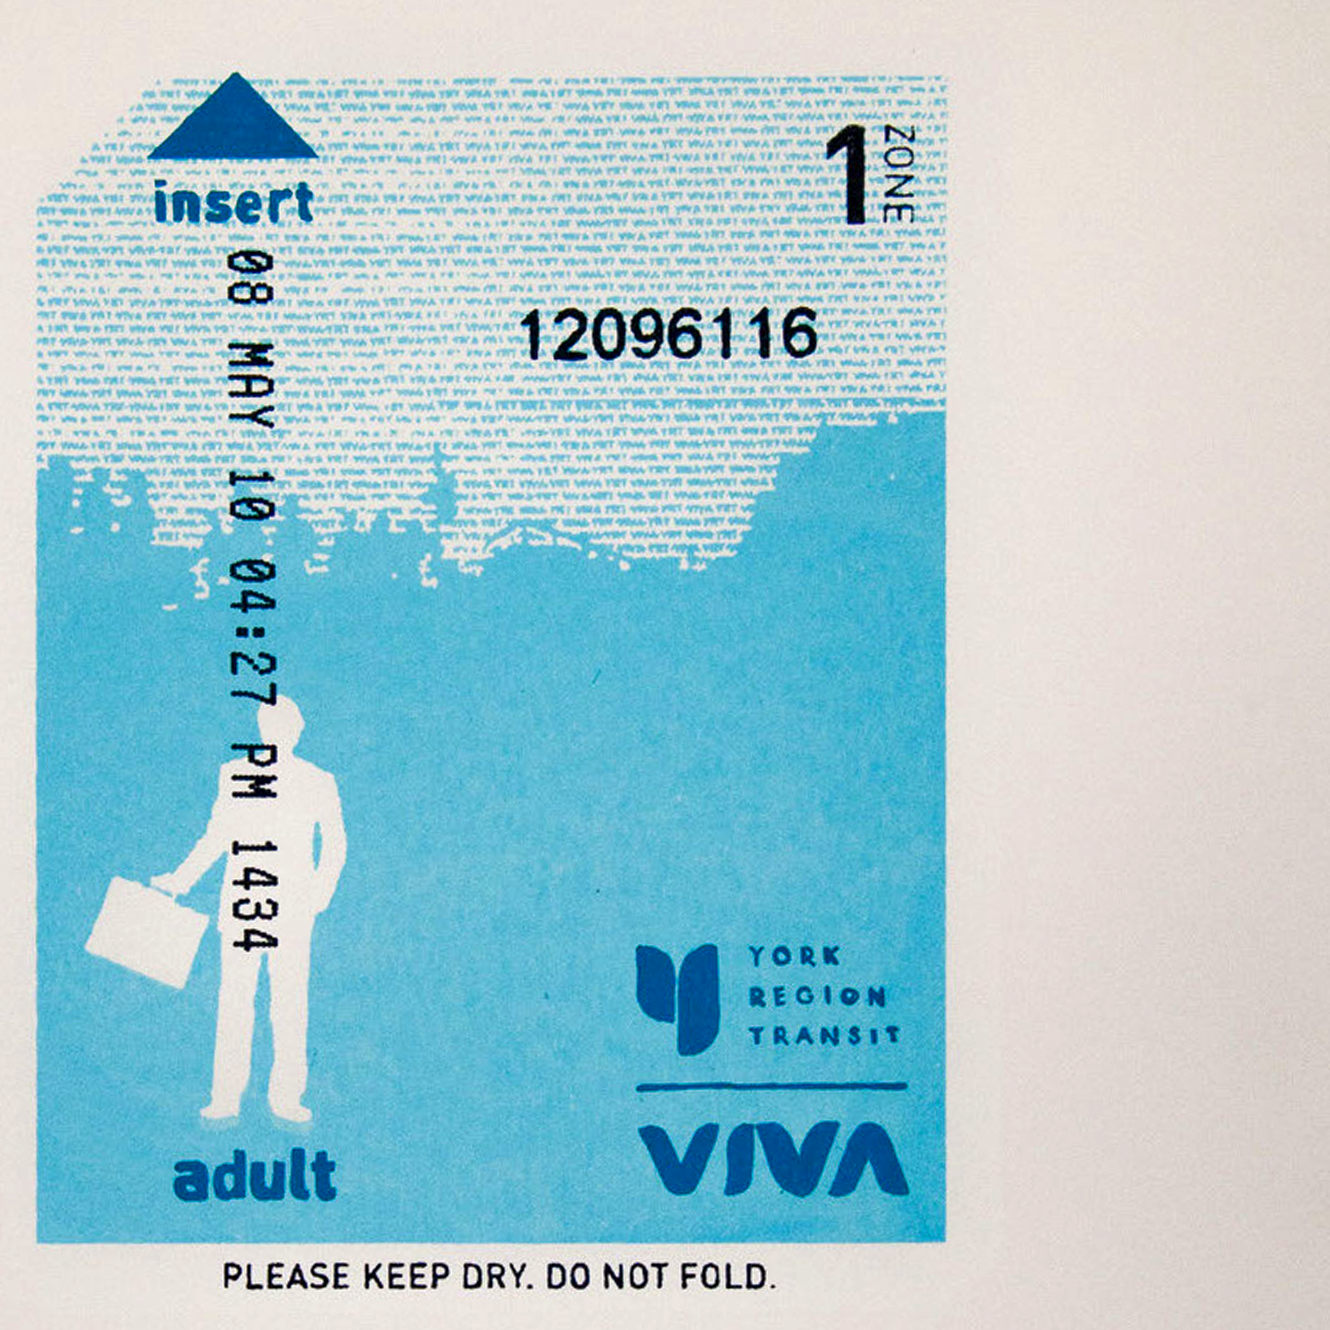 insert
1 ZONE
08 MAY 10 04:27 PM 1434
12096116
YORK
REGION
TRANSIT
VIVA
adult
PLEASE KEEP DRY. DO NOT FOLD.